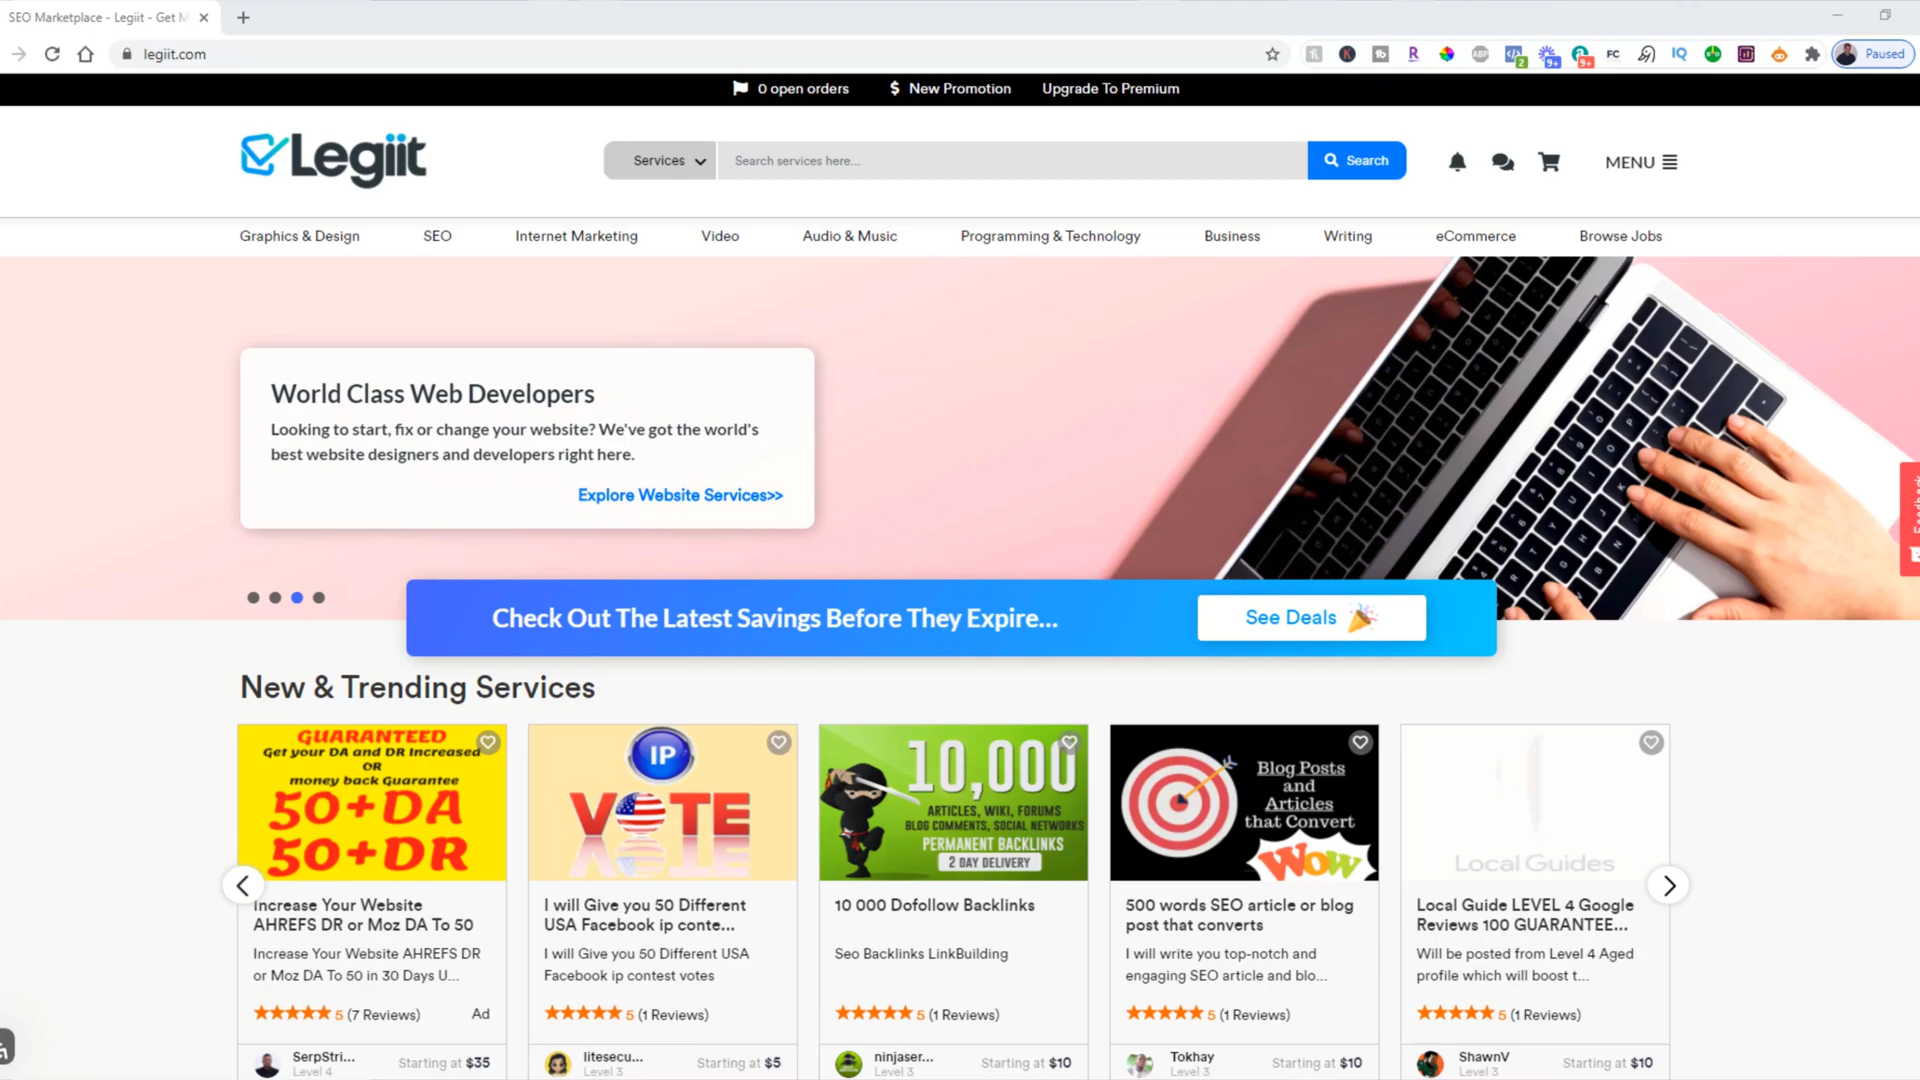 SEO Marketplace - Legiit - Get M
legiit.com
ABP
FC
IQ
2
9+
9+
Paused
0 open orders
$ New Promotion
Upgrade To Premium
Legiit
Services
Search services here...
Search
MENU
Graphics & Design
SEO
Internet Marketing
Video
Audio & Music
Programming & Technology
Business
Writing
eCommerce
Browse Jobs
World Class Web Developers
Looking to start, fix or change your website? We've got the world's
best website designers and developers right here.
Explore Website Services>>
Feedback
Check Out The Latest Savings Before They Expire...
See Deals
New & Trending Services
GUARANTEED
Get your DA and DR Increased
OR
money back Guarantee
50+DA
50+DR
Increase Your Website
AHREFS DR or Moz DA To 50
Increase Your Website AHREFS DR
or Moz DA To 50 in 30 Days U...
5 (7 Reviews)
Ad
SerpStri...
Level 4
Starting at $35
IP
VOTE
I will Give you 50 Different
USA Facebook ip conte...
I will Give you 50 Different USA
Facebook ip contest votes
5 (1 Reviews)
litesecu...
Level 3
Starting at $5
10,000
ARTICLES, WIKI, FORUMS
BLOG COMMENTS, SOCIAL NETWORKS
PERMANENT BACKLINKS
2 DAY DELIVERY
10 000 Dofollow Backlinks
Seo Backlinks LinkBuilding
5 (1 Reviews)
ninjaser...
Level 3
Starting at $10
Blog Posts
and
Articles
that Convert
WOW
500 words SEO article or blog
post that converts
I will write you top-notch and
engaging SEO article and blo...
5 (1 Reviews)
Tokhay
Level 3
Starting at $10
Local Guides
Local Guide LEVEL 4 Google
Reviews 100 GUARANTEE...
Will be posted from Level 4 Aged
profile which will boost t...
5 (1 Reviews)
ShawnV
Level 3
Starting at $10